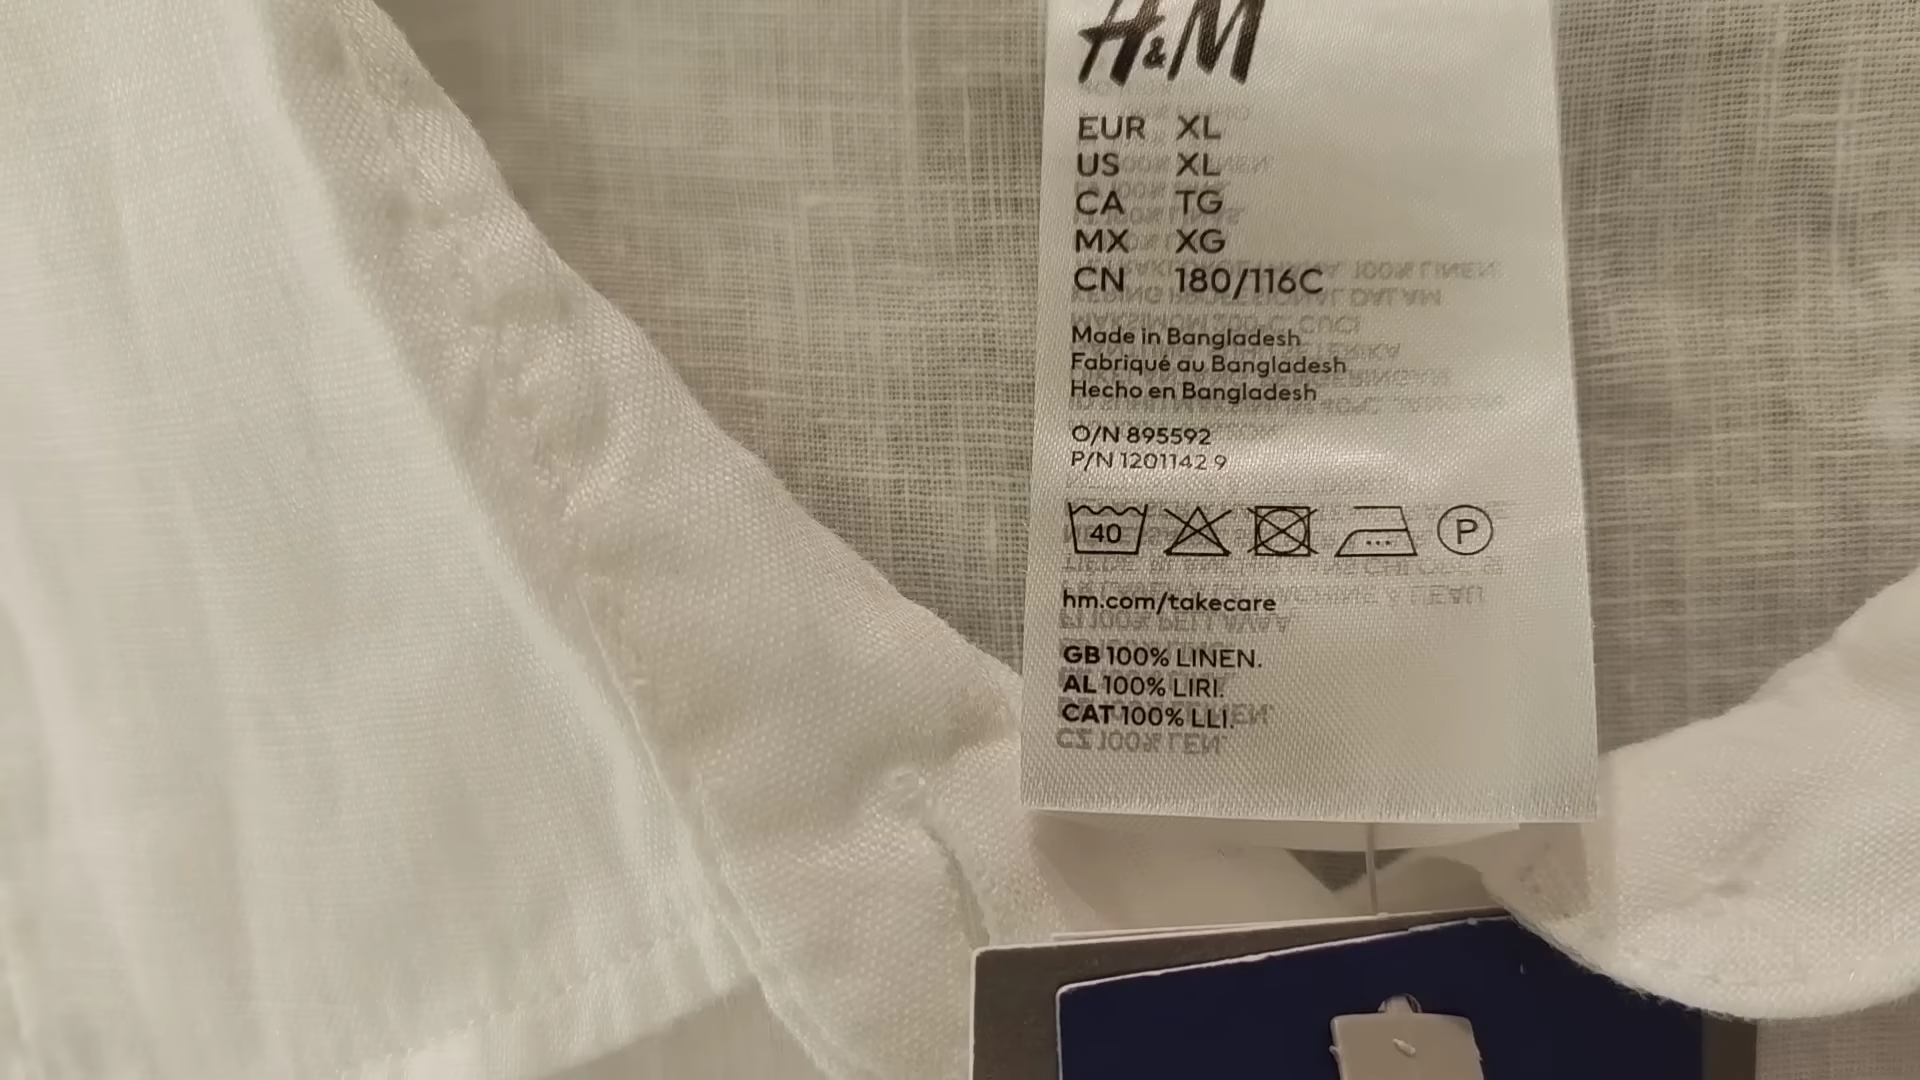 H&M
EUR XL
US XL
CA TG
MX XG
CN 180/116C
Made in Bangladesh
Fabriqué au Bangladesh
Hecho en Bangladesh
O/N 895592
P/N 1201142 9
40
P
hm.com/takecare
GB 100% LINEN.
AL 100% LIRI.
CAT 100% LLI.